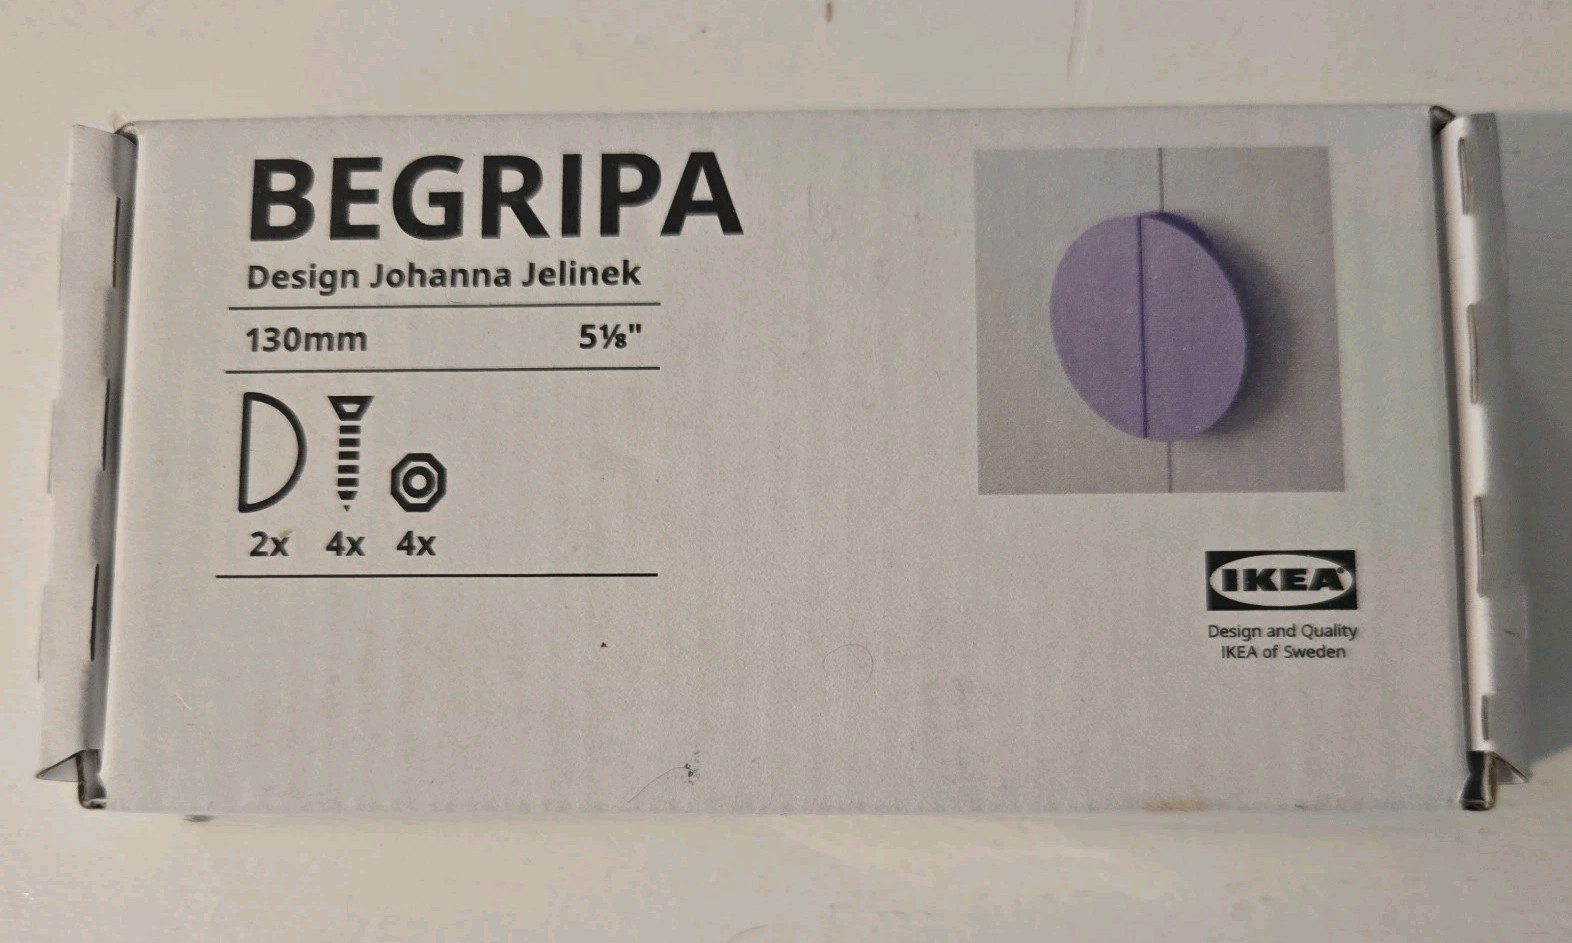 BEGRIPA
Design Johanna Jelinek
130mm 5⅛"
2x 4x 4x
IKEA®
Design and Quality
IKEA of Sweden